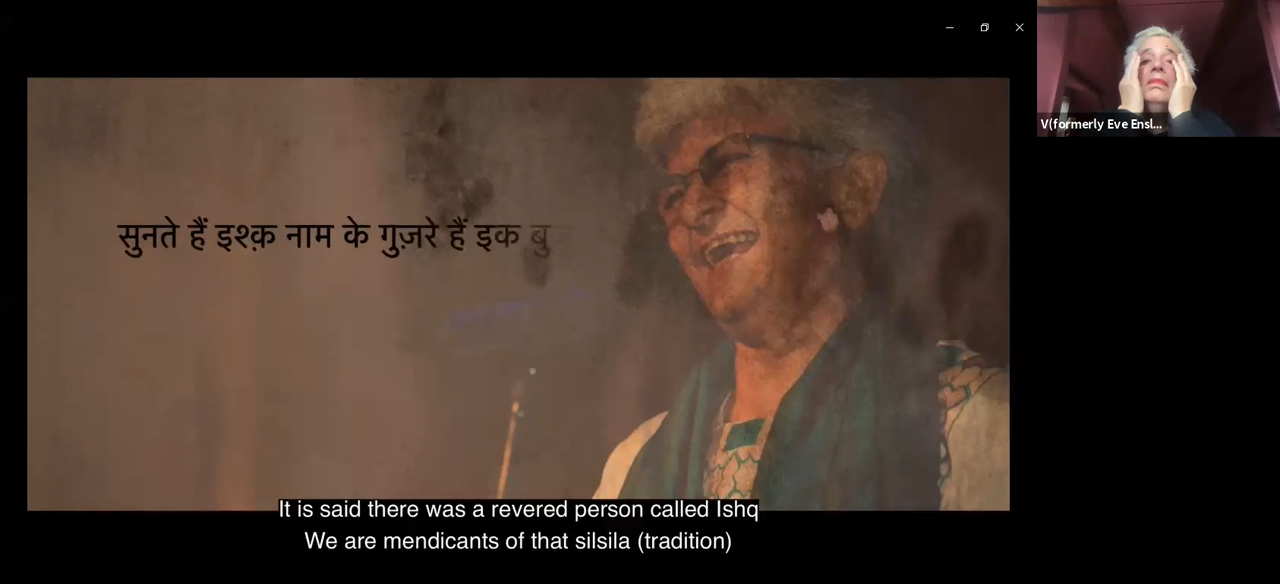 V(formerly Eve Ensl...
सुनते हैं इश्क़ नाम के गुज़रे हैं इक बु
It is said there was a revered person called Ishq
We are mendicants of that silsila (tradition)